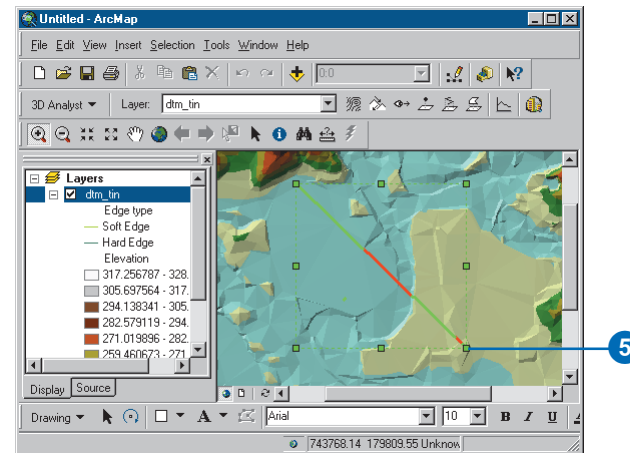 Untitled - ArcMap
File Edit View Insert Selection Tools Window Help
0:0
3D Analyst Layer: dtm_tin
Layers
dtm_tin
Edge type
Soft Edge
Hard Edge
Elevation
317.256787 - 328.
305.697564 - 317.
294.138341 - 305.
282.579119 - 294.
271.019896 - 282.
259.460673 - 271.
5
Display Source
Drawing A Arial 10 B I U A
743768.14 179809.55 Unknow